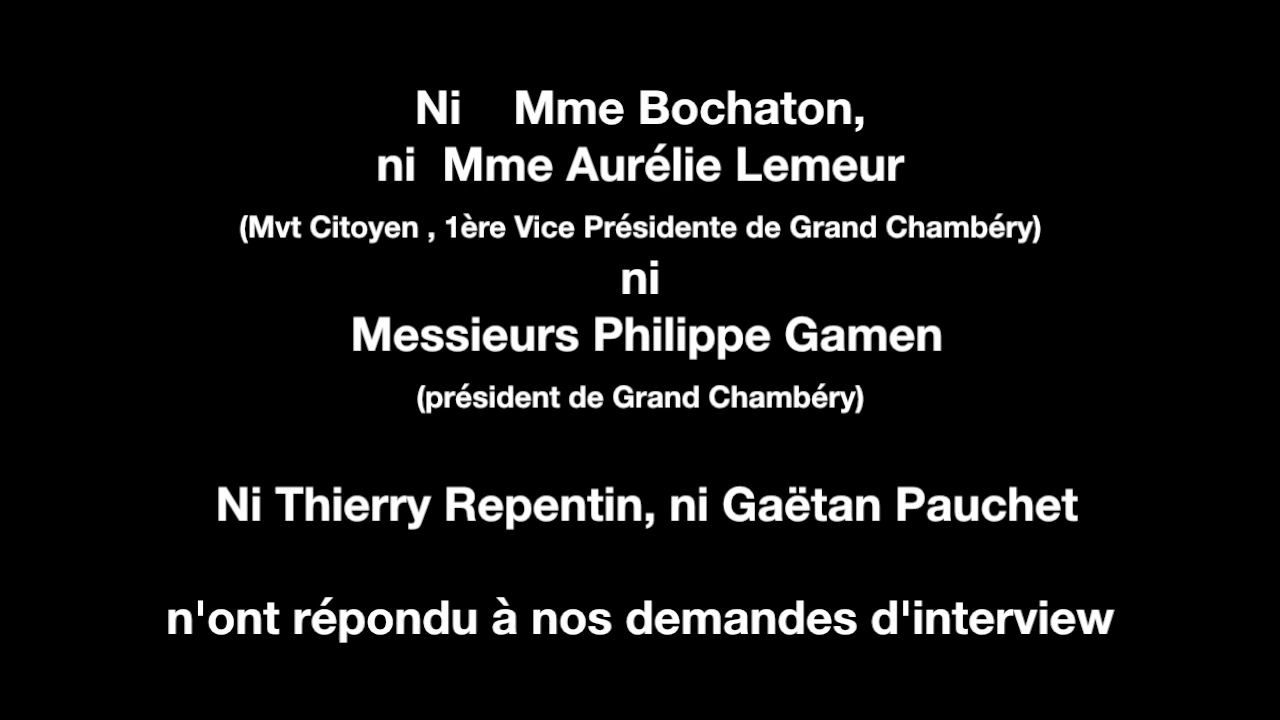 Ni Mme Bochaton,
ni Mme Aurélie Lemeur
(Mvt Citoyen , 1ère Vice Présidente de Grand Chambéry)
ni
Messieurs Philippe Gamen
(président de Grand Chambéry)
Ni Thierry Repentin, ni Gaëtan Pauchet
n'ont répondu à nos demandes d'interview